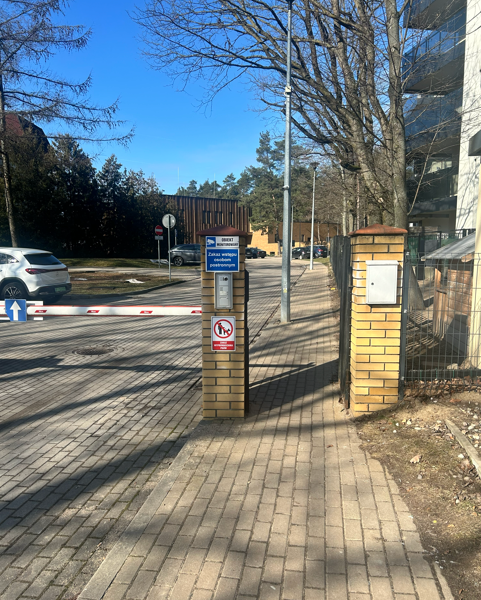 OBIEKT
MONITOROWANY
Zakaz wstępu
osobom
postronnym